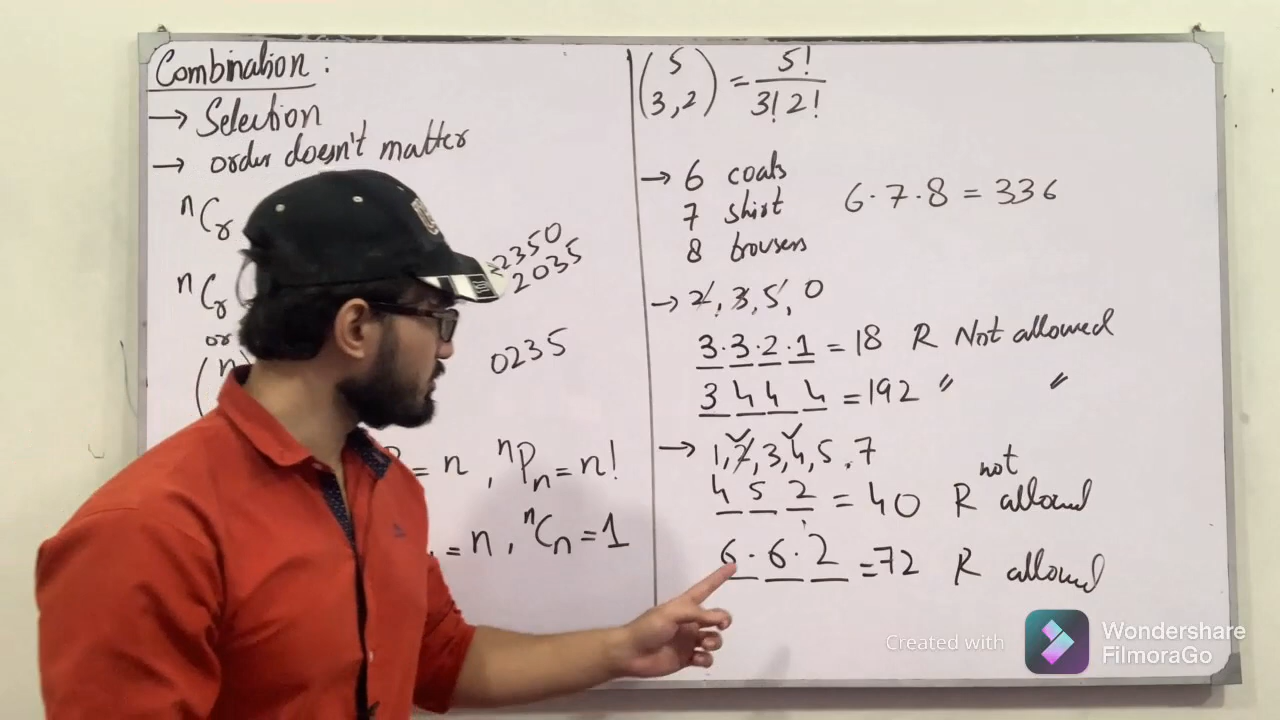 Combination :
→ Selection
→ order doesn't matter
nCr
nCr
or
(n
2350
2035
0235
= n , nPn = n!
= n , nCn = 1
(5 3,2) = 5! / 3! 2!
→ 6 coats
7 shirt
8 trousers
6·7·8 = 336
→ 2, 3, 5, 0
3·3·2·1 = 18 R Not allowed
3 4 4 4 = 192 〃 〃
→ 1, 2, 3, 4, 5, 7
4 5 2 = 40 R not allowed
6·6·2 = 72 R allowed
Created with
Wondershare
FilmoraGo